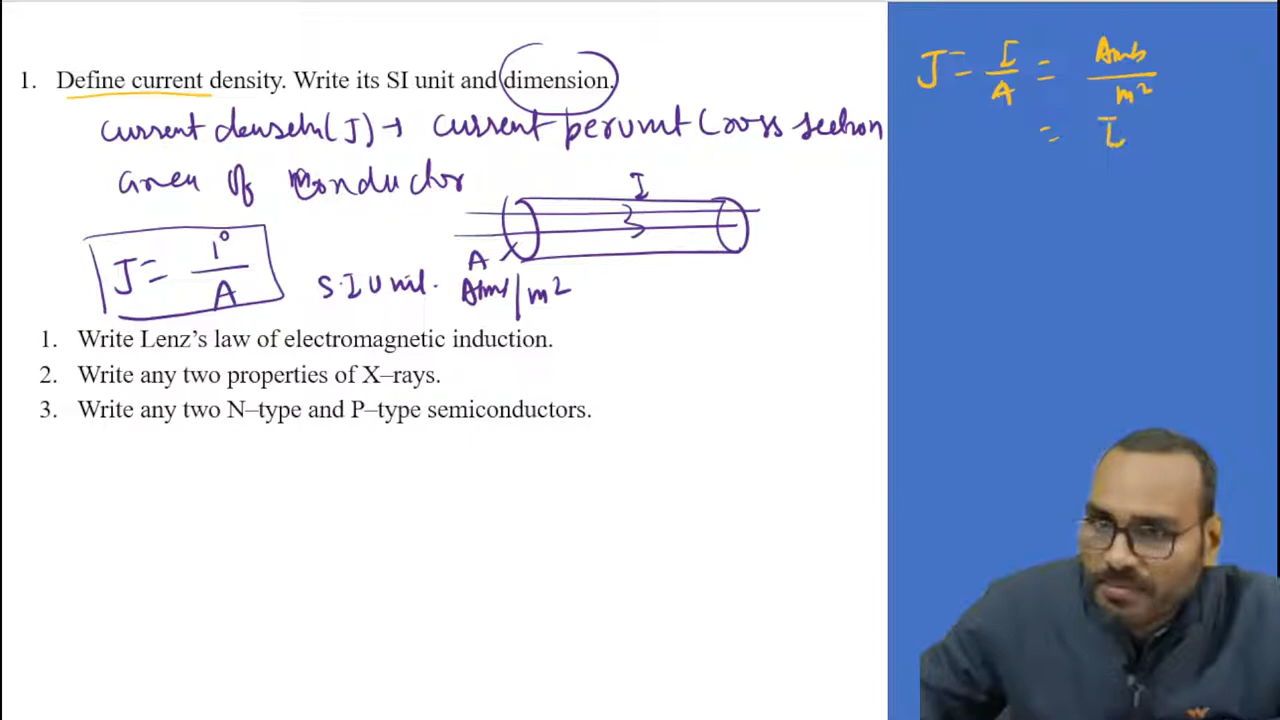 1. Define current density. Write its SI unit and dimension.
current density (J) → current per unit Cross section
area of conductor
I
J = i/A
A
S.I Unit. Amp/m²
1. Write Lenz’s law of electromagnetic induction.
2. Write any two properties of X–rays.
3. Write any two N–type and P–type semiconductors.
J = I/A = Amb/m²
= I